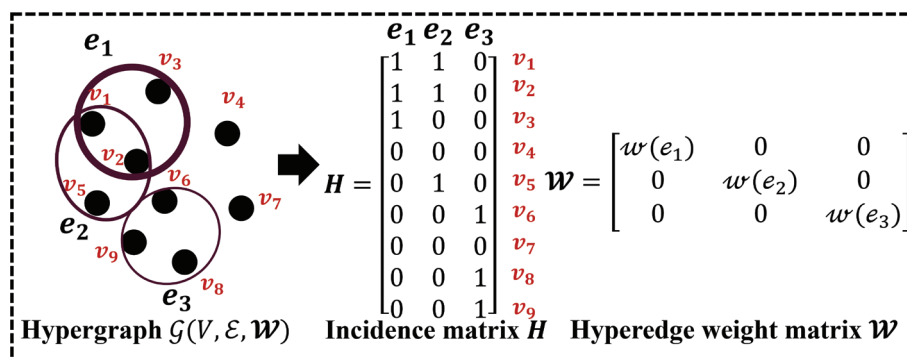 e₁
v₃
v₁
v₄
v₂
v₅
v₆
v₇
e₂
v₉
v₈
e₃
Hypergraph 𝒢(V, ℰ, 𝓦)
e₁ e₂ e₃
1 1 0 v₁
1 1 0 v₂
1 0 0 v₃
0 0 0 v₄
H = 0 1 0 v₅
0 0 1 v₆
0 0 0 v₇
0 0 1 v₈
0 0 1 v₉
Incidence matrix H
𝓦 =
w(e₁) 0 0
0 w(e₂) 0
0 0 w(e₃)
Hyperedge weight matrix 𝓦